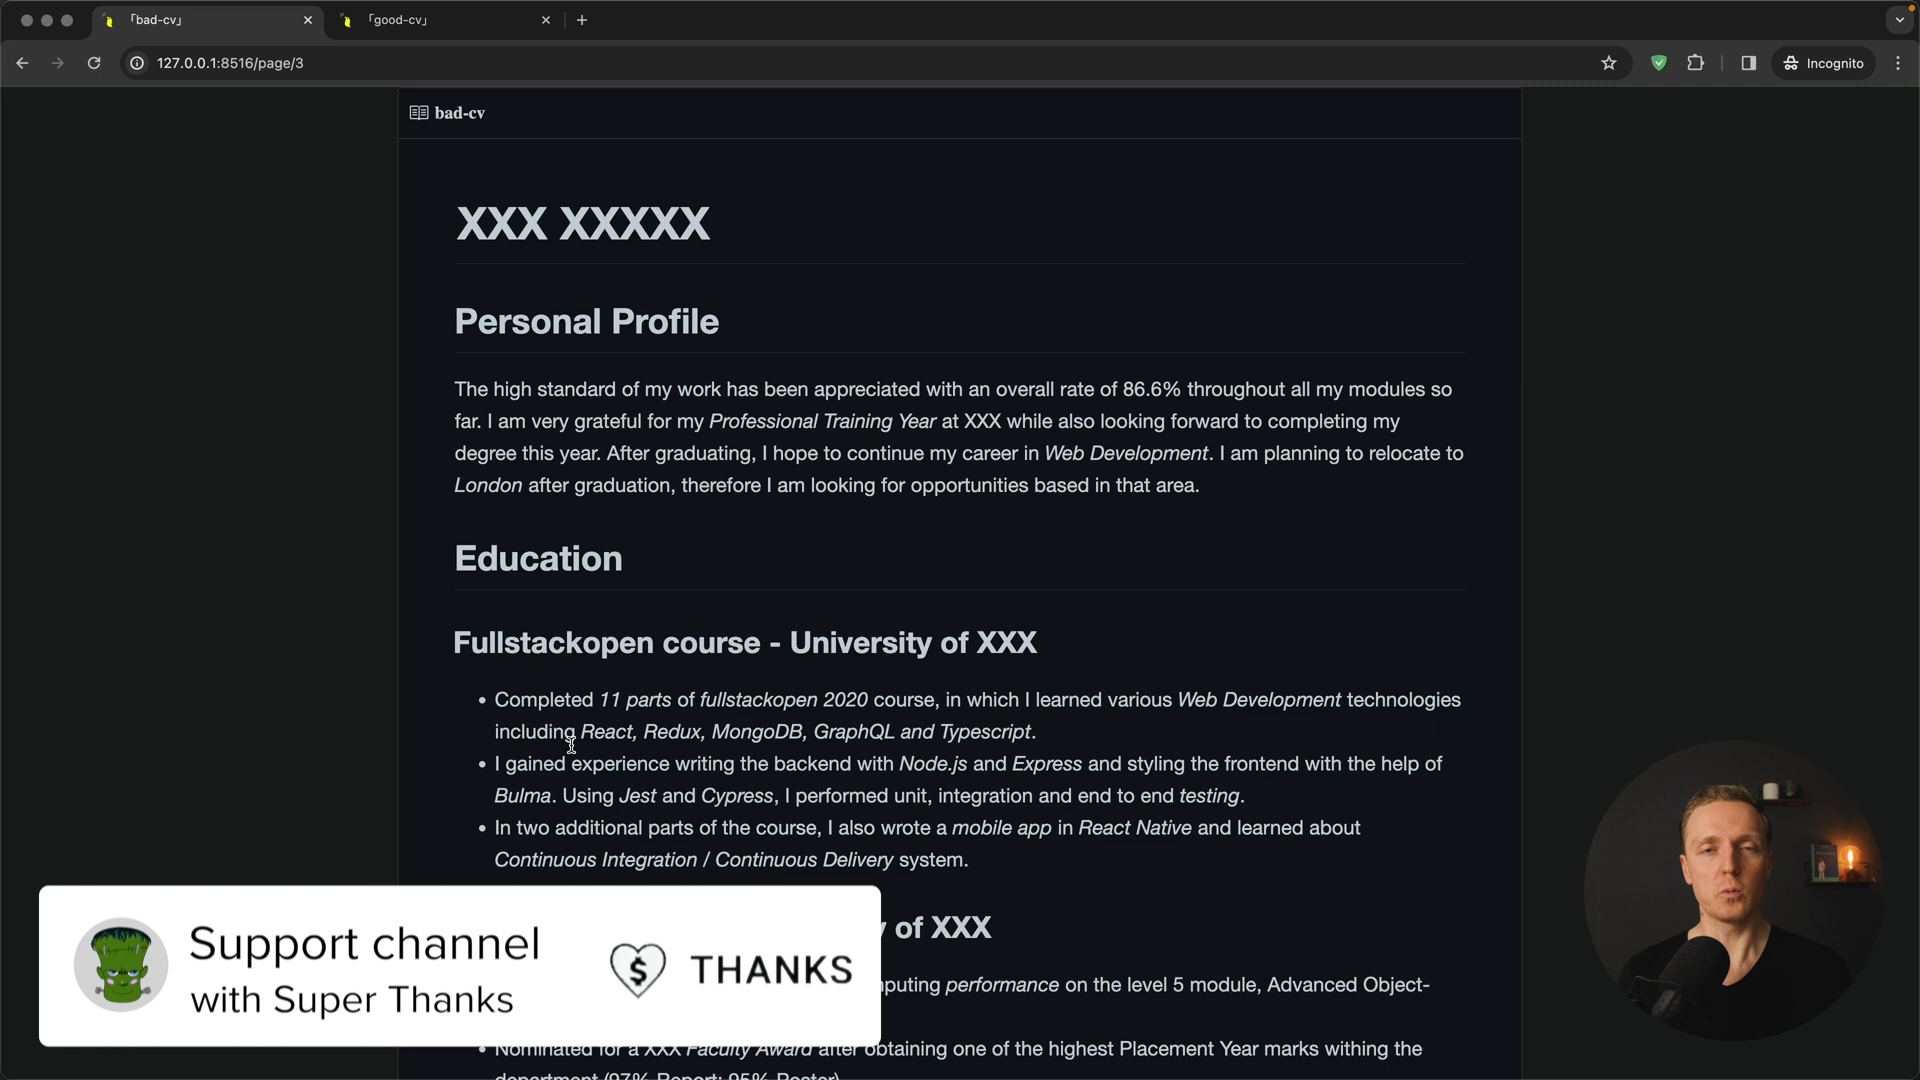 「bad-cv」
「good-cv」
127.0.0.1:8516/page/3
Incognito
bad-cv
XXX XXXXX
Personal Profile
The high standard of my work has been appreciated with an overall rate of 86.6% throughout all my modules so
far. I am very grateful for my Professional Training Year at XXX while also looking forward to completing my
degree this year. After graduating, I hope to continue my career in Web Development. I am planning to relocate to
London after graduation, therefore I am looking for opportunities based in that area.
Education
Fullstackopen course - University of XXX
• Completed 11 parts of fullstackopen 2020 course, in which I learned various Web Development technologies
including React, Redux, MongoDB, GraphQL and Typescript.
• I gained experience writing the backend with Node.js and Express and styling the frontend with the help of
Bulma. Using Jest and Cypress, I performed unit, integration and end to end testing.
• In two additional parts of the course, I also wrote a mobile app in React Native and learned about
Continuous Integration / Continuous Delivery system.
of XXX
performance on the level 5 module, Advanced Object-
• Nominated for a XXX Faculty Award after obtaining one of the highest Placement Year marks withing the
department (97% Report; 95% Poster)
Support channel
with Super Thanks
THANKS